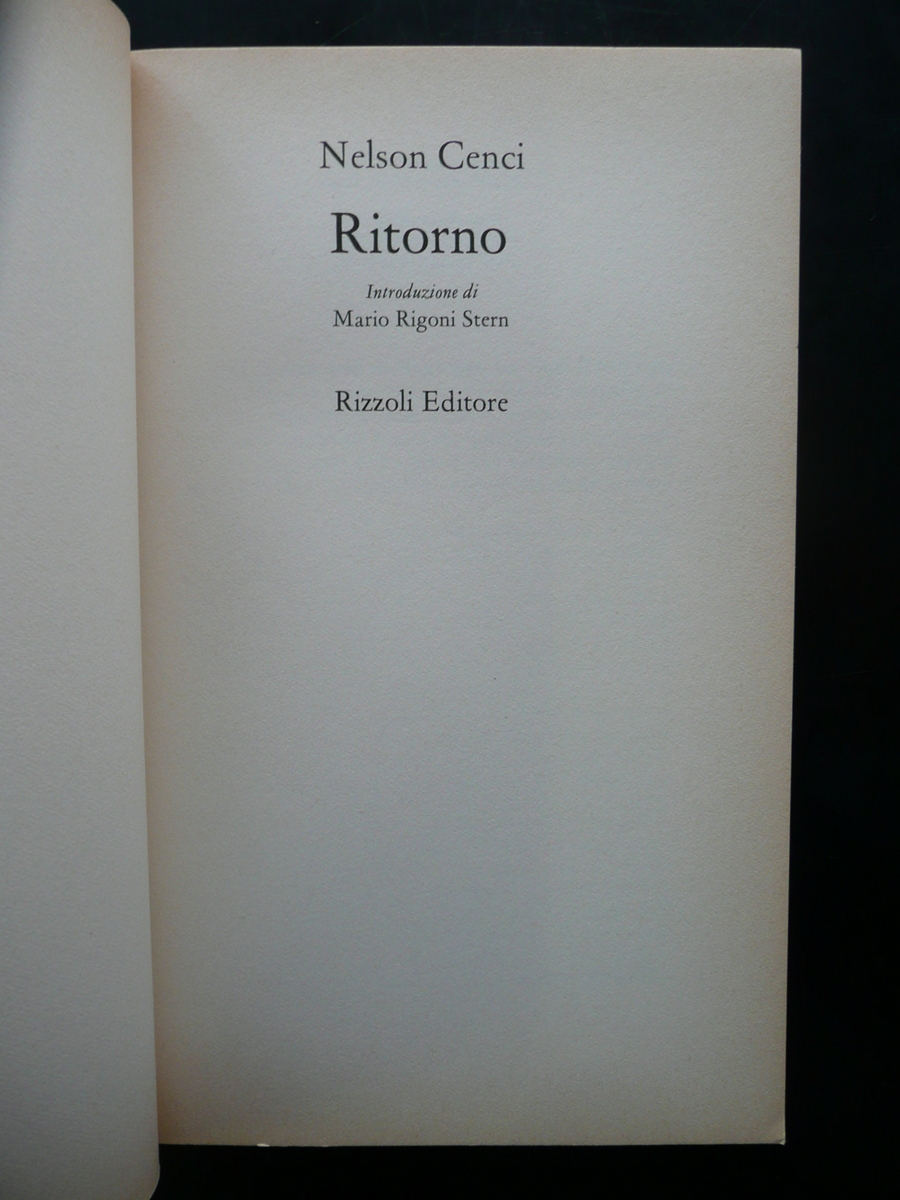 Nelson Cenci
Ritorno
Introduzione di
Mario Rigoni Stern
Rizzoli Editore